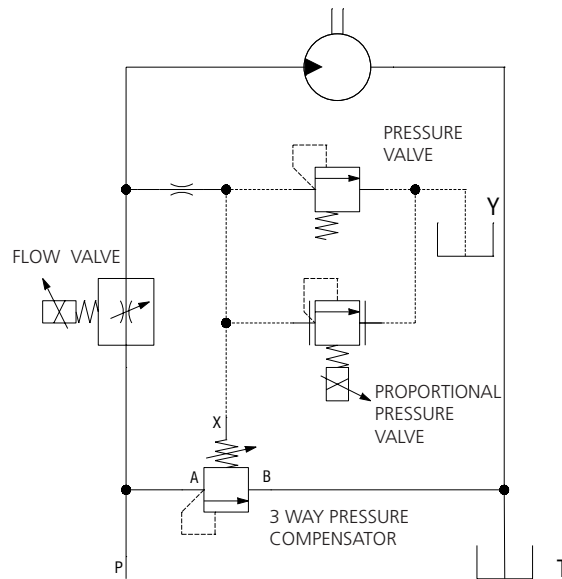 PRESSURE
VALVE
Y
FLOW VALVE
PROPORTIONAL
PRESSURE
VALVE
X
A
B
3 WAY PRESSURE
COMPENSATOR
P
T